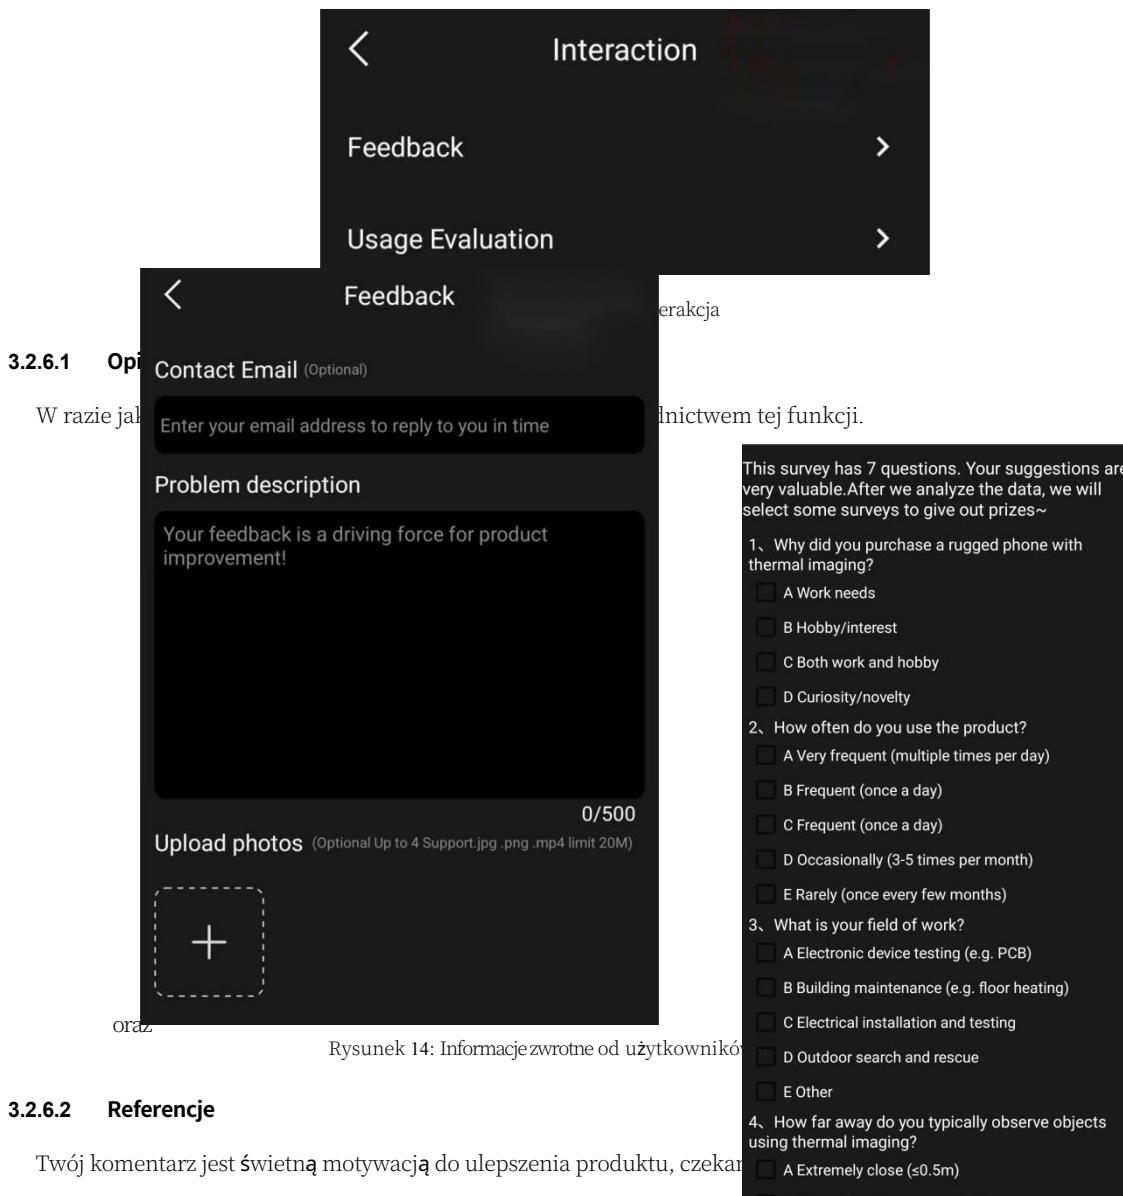 Interaction
Feedback
Usage Evaluation
erakcja
Feedback
3.2.6.1 Opi
Contact Email (Optional)
W razie jak
dnictwem tej funkcji.
Enter your email address to reply to you in time
Problem description
Your feedback is a driving force for product
improvement!
0/500
Upload photos (Optional Up to 4 Support.jpg .png .mp4 limit 20M)
oraz
Rysunek 14: Informacje zwrotne od użytkownikó
This survey has 7 questions. Your suggestions are
very valuable.After we analyze the data, we will
select some surveys to give out prizes~
1、Why did you purchase a rugged phone with
thermal imaging?
A Work needs
B Hobby/interest
C Both work and hobby
D Curiosity/novelty
2、How often do you use the product?
A Very frequent (multiple times per day)
B Frequent (once a day)
C Frequent (once a day)
D Occasionally (3-5 times per month)
E Rarely (once every few months)
3、What is your field of work?
A Electronic device testing (e.g. PCB)
B Building maintenance (e.g. floor heating)
C Electrical installation and testing
D Outdoor search and rescue
E Other
4、How far away do you typically observe objects
using thermal imaging?
A Extremely close (≤0.5m)
3.2.6.2 Referencje
Twój komentarz jest świetną motywacją do ulepszenia produktu, czekam